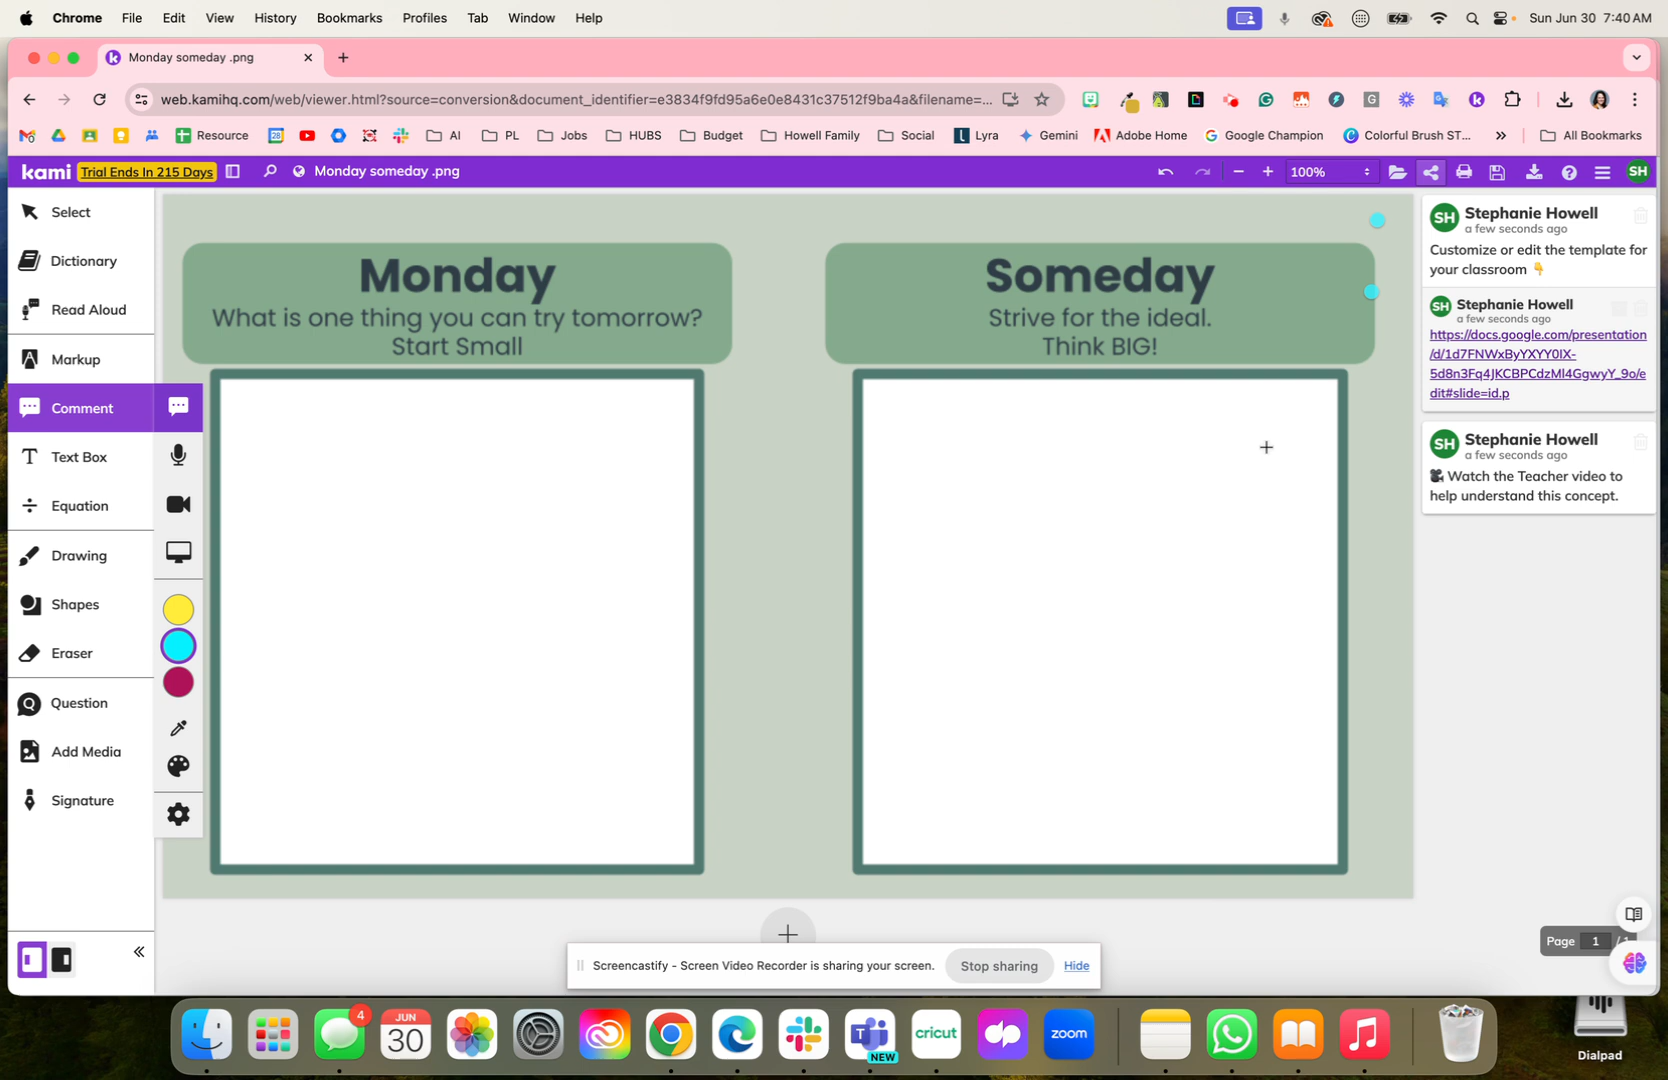 Chrome File Edit View History Bookmarks Profiles Tab Window Help Sun Jun 30 7:40 AM
Monday someday .png
web.kamihq.com/web/viewer.html?source=conversion&document_identifier=e3834f9fd95a6e0e8431c37512f9ba4a&filename=...
Resource AI PL Jobs HUBS Budget Howell Family Social Lyra Gemini Adobe Home Google Champion Colorful Brush ST... All Bookmarks
kami Trial Ends In 215 Days Monday someday .png 100% SH
Select
Dictionary
Read Aloud
Markup
Comment
Text Box
Equation
Drawing
Shapes
Eraser
Question
Add Media
Signature
Monday
What is one thing you can try tomorrow?
Start Small
Someday
Strive for the ideal.
Think BIG!
SH Stephanie Howell
a few seconds ago
Customize or edit the template for
your classroom 👇
SH Stephanie Howell
a few seconds ago
https://docs.google.com/presentation
/d/1d7FNWxByYXYY0IX-
5d8n3Fq4JKCBPCdzMl4GgwyY_9o/e
dit#slide=id.p
SH Stephanie Howell
a few seconds ago
🎥 Watch the Teacher video to
help understand this concept.
Page 1
Screencastify - Screen Video Recorder is sharing your screen. Stop sharing Hide
4
JUN
30
NEW
cricut
zoom
Dialpad